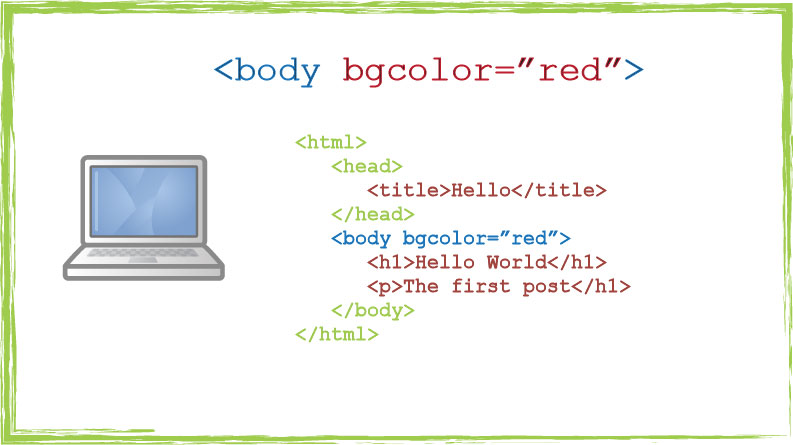 <body bgcolor=”red”>
<html>
<head>
<title>Hello</title>
</head>
<body bgcolor=”red”>
<h1>Hello World</h1>
<p>The first post</h1>
</body>
</html>